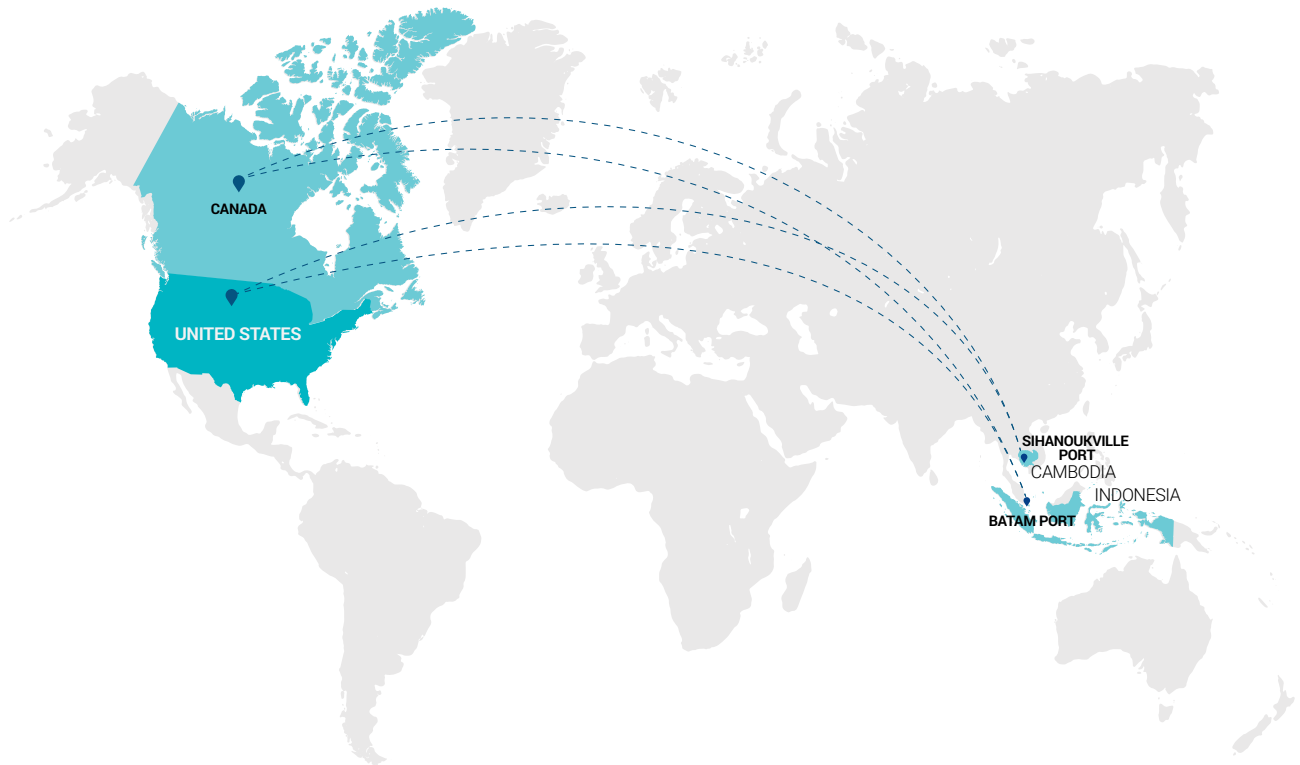 CANADA
UNITED STATES
SIHANOUKVILLE
PORT
CAMBODIA
INDONESIA
BATAM PORT